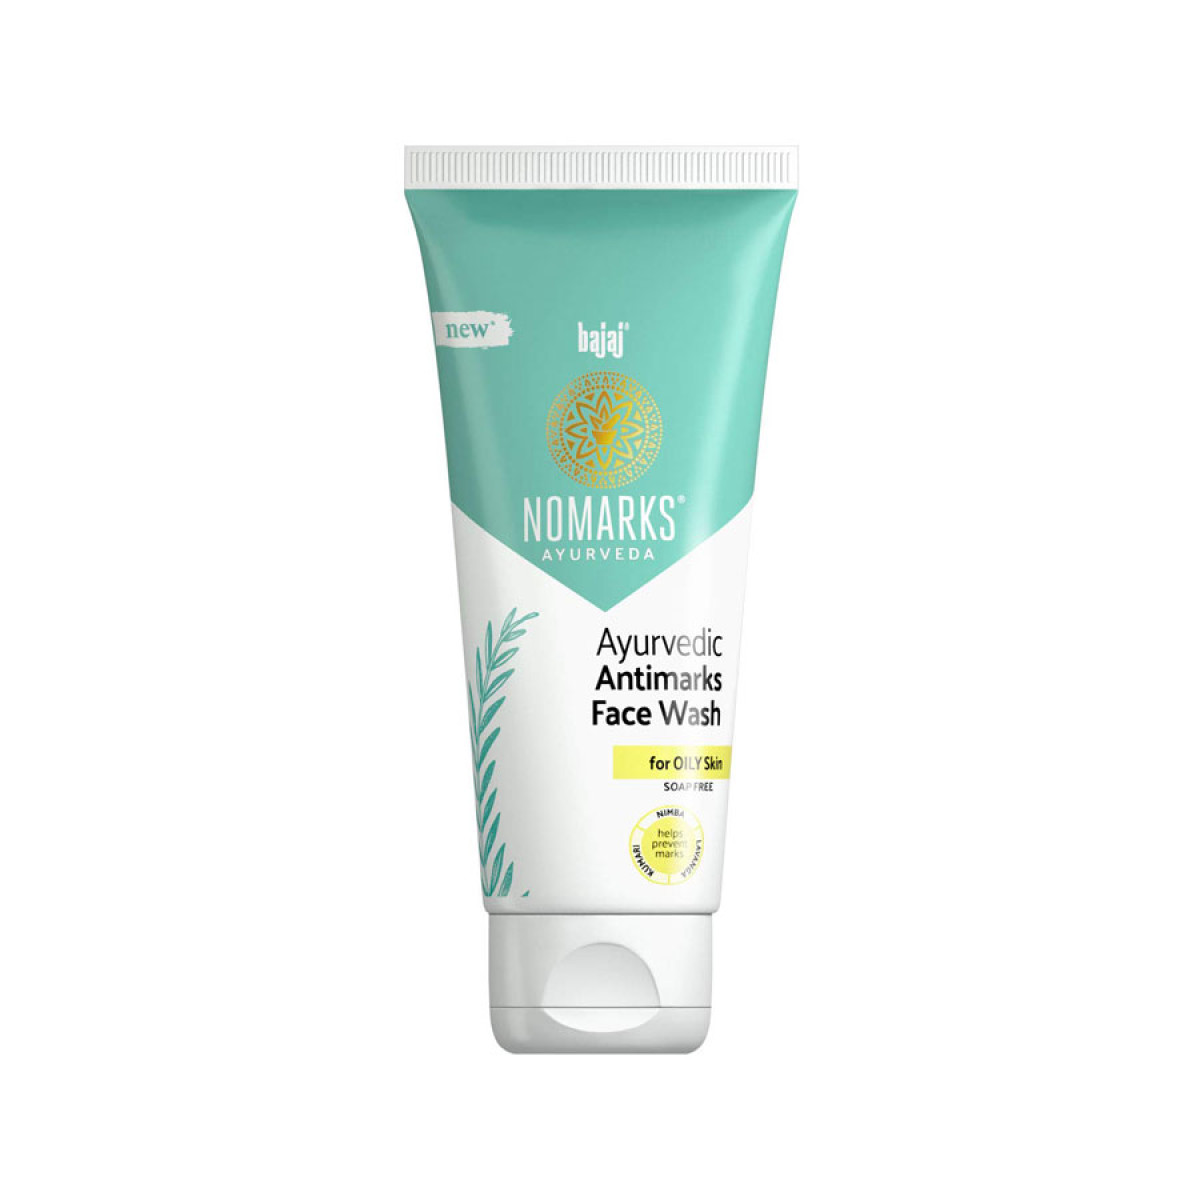 new*
bajaj®
NOMARKS®
AYURVEDA
Ayurvedic
Antimarks
Face Wash
for OILY Skin
SOAP FREE
NIMBA
helps
prevent
marks
KUMARI
LAVANGA